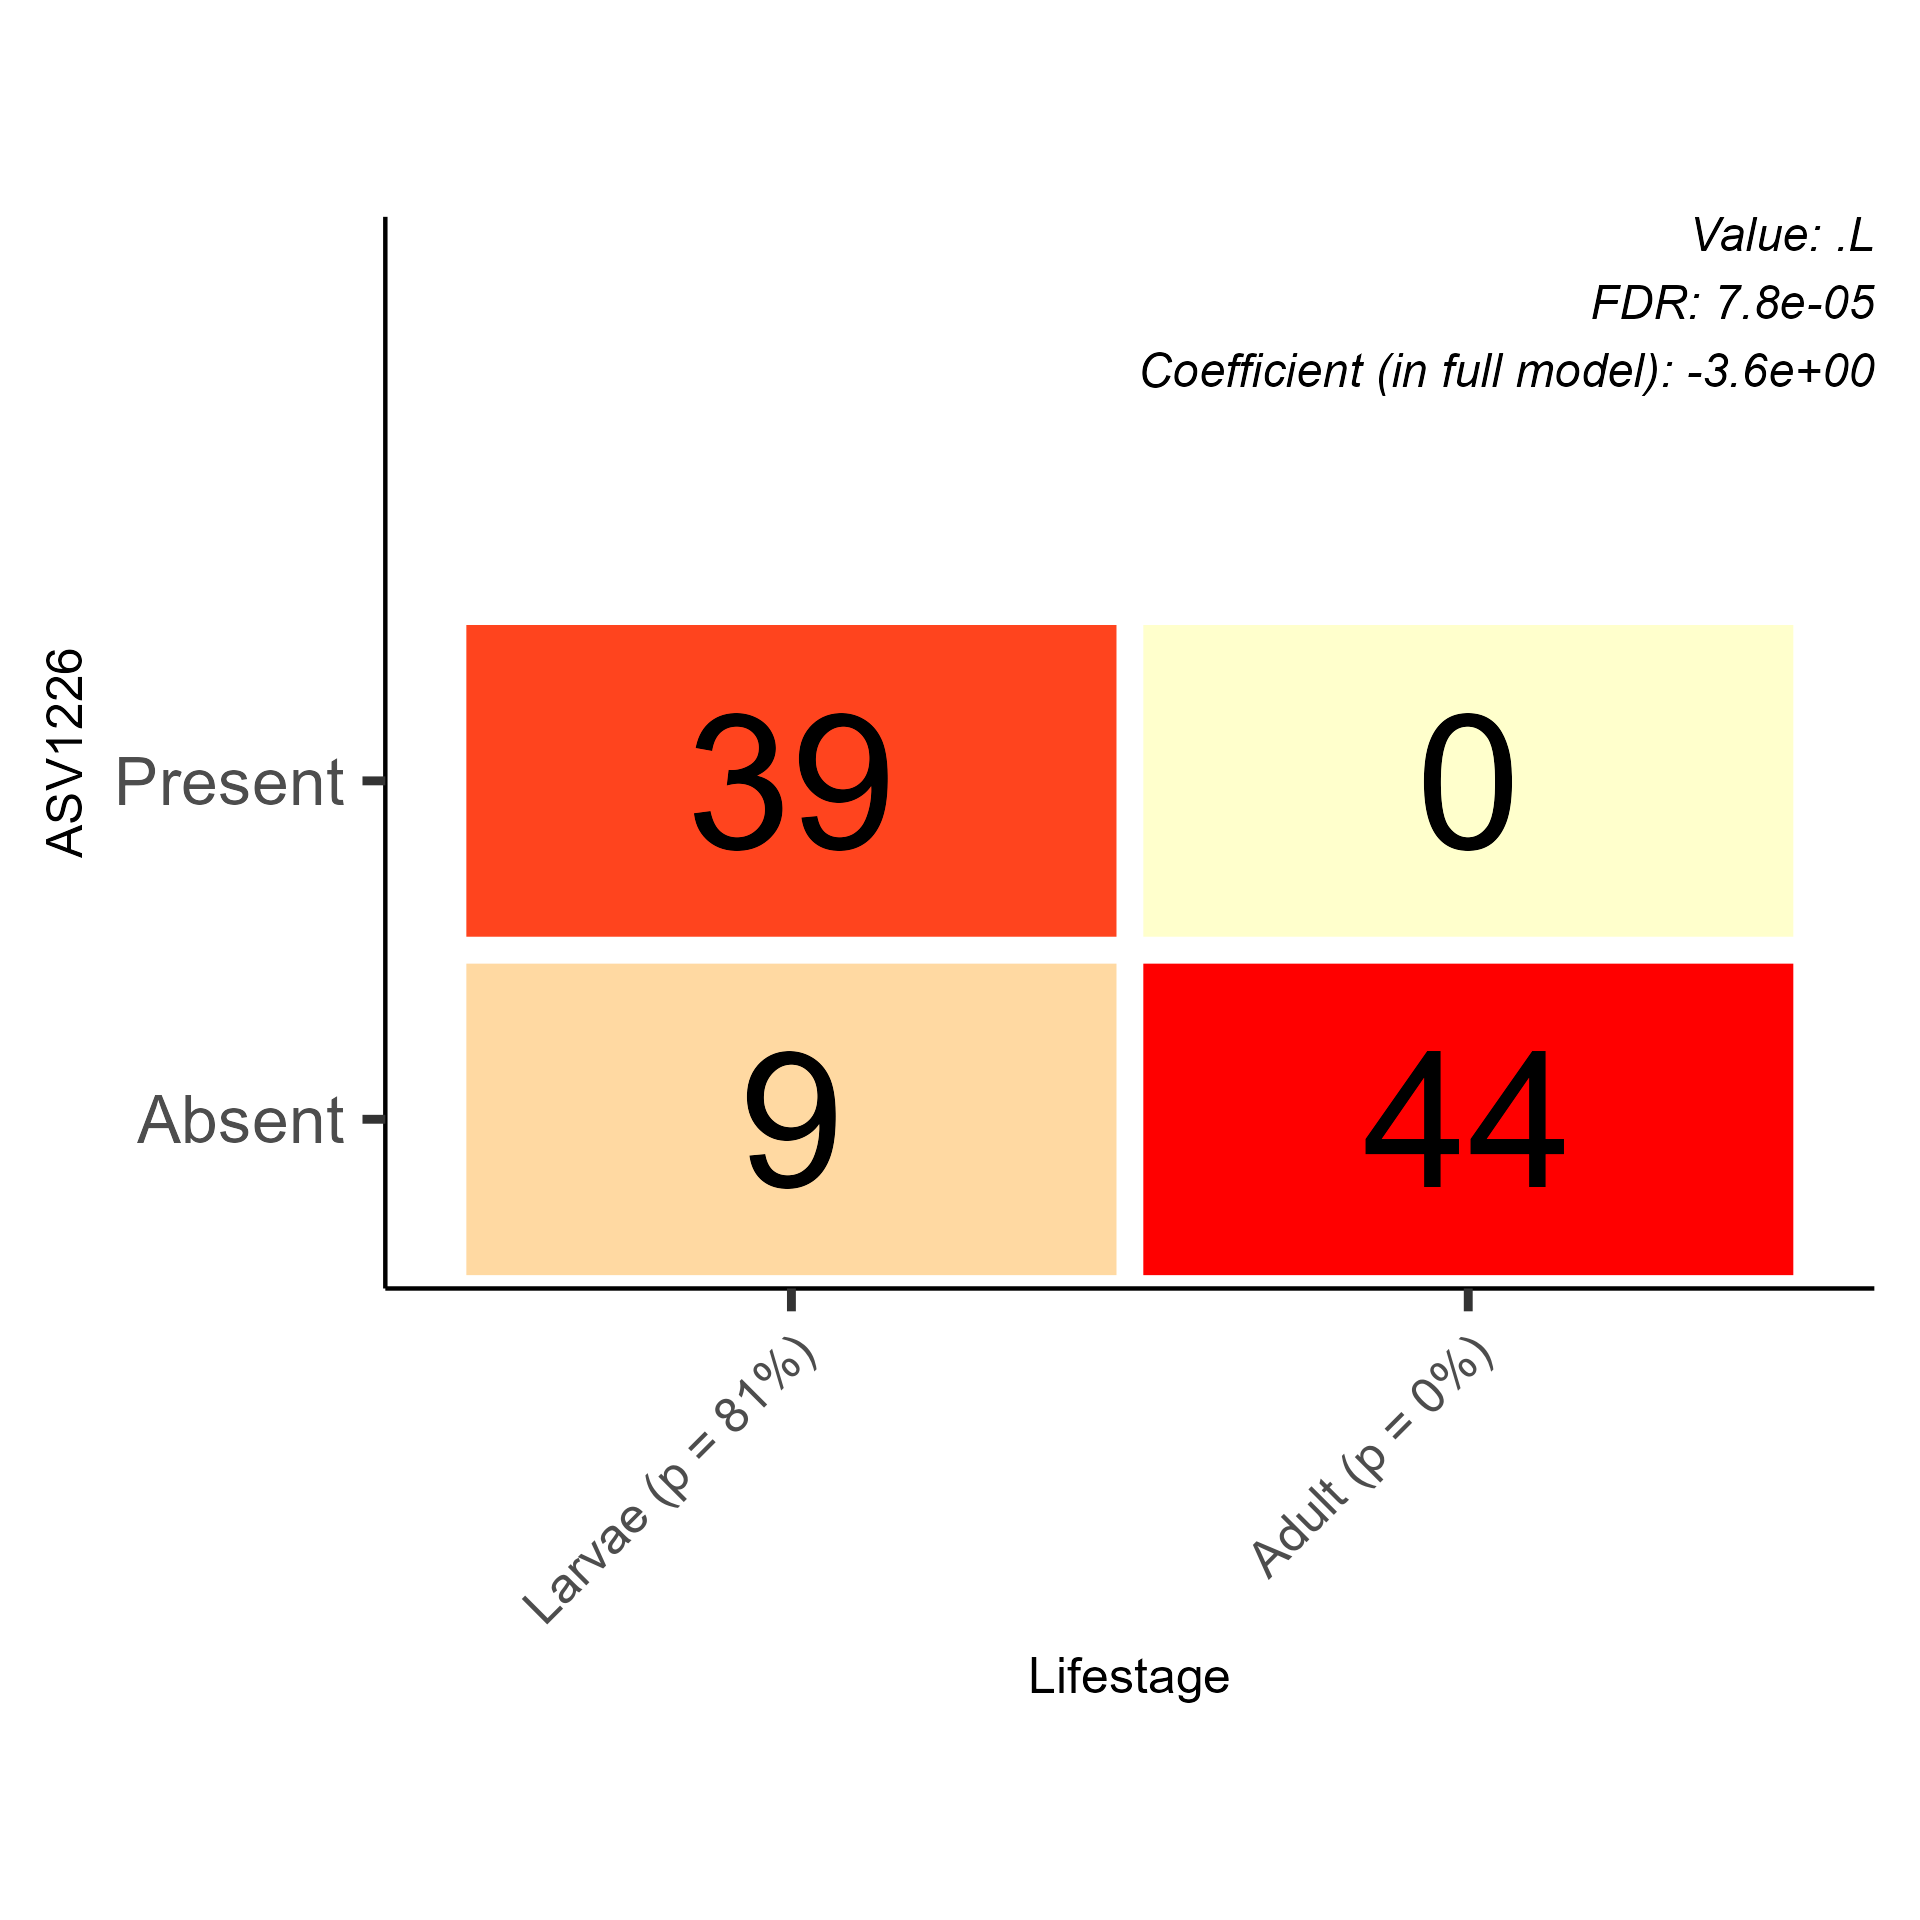 Value: .L
FDR: 7.8e-05
Coefficient (in full model): -3.6e+00
ASV1226
Present
39
0
Absent
9
44
Larvae (p = 81%)
Adult (p = 0%)
Lifestage